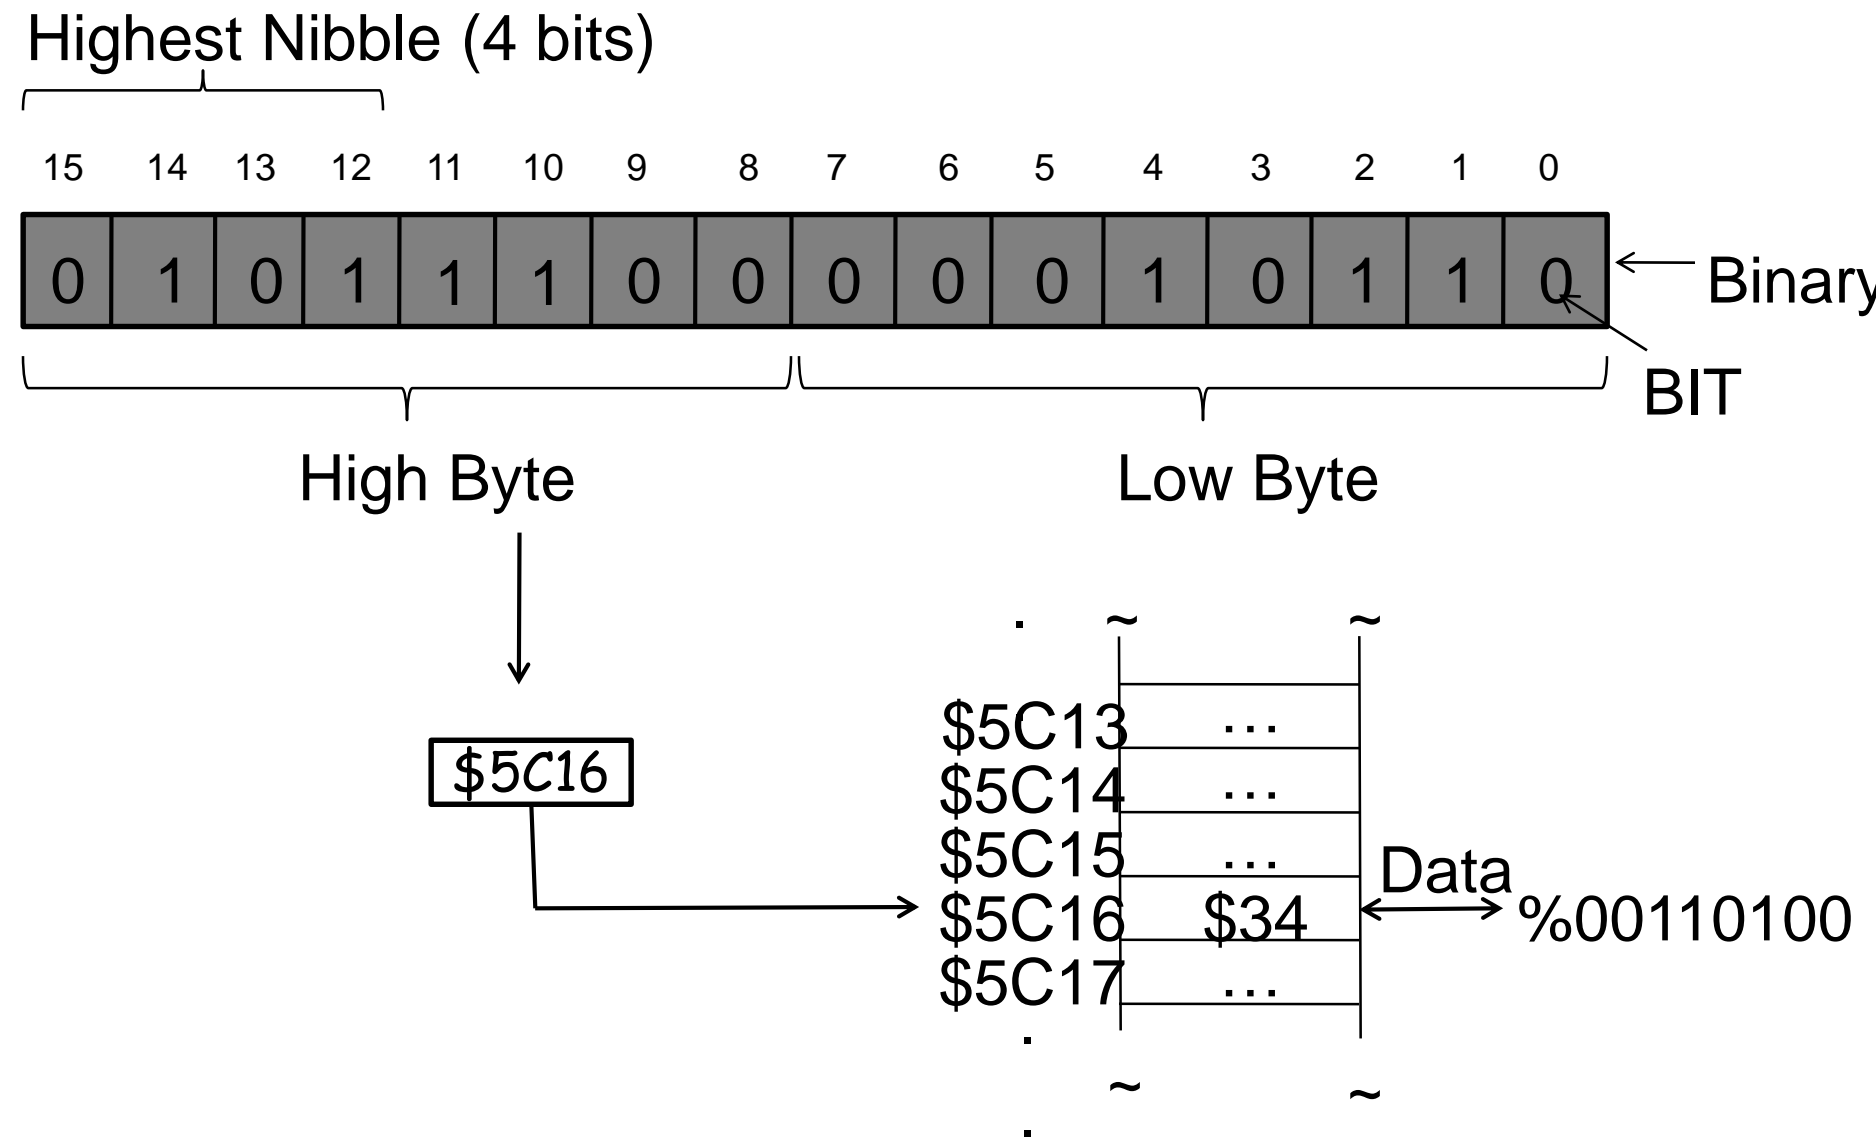 Highest Nibble (4 bits)
15 14 13 12 11 10 9 8 7 6 5 4 3 2 1 0
0 1 0 1 1 1 0 0 0 0 0 1 0 1 1 0
Binary
BIT
High Byte Low Byte
. ~ ~
$5C13 ...
$5C16
$5C14 ...
$5C15 ...
Data
$5C16 $34 %00110100
$5C17 ...
.
~ ~
.